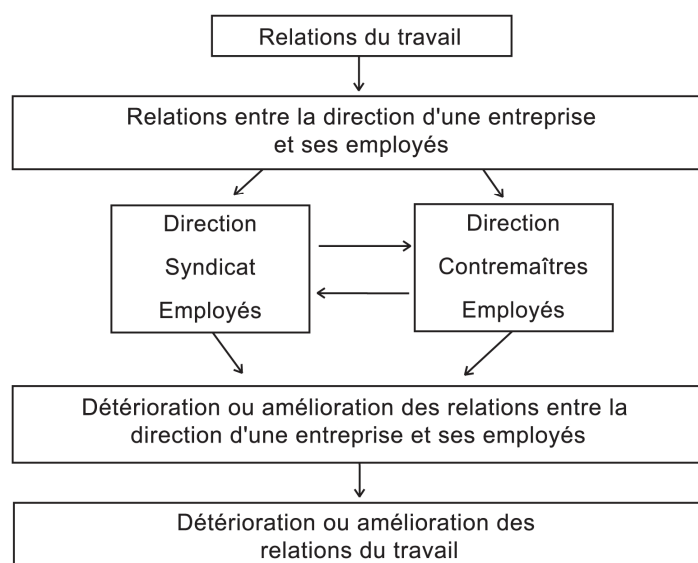 Relations du travail
Relations entre la direction d'une entreprise
et ses employés
Direction
Syndicat
Employés
Direction
Contremaîtres
Employés
Détérioration ou amélioration des relations entre la
direction d'une entreprise et ses employés
Détérioration ou amélioration des
relations du travail